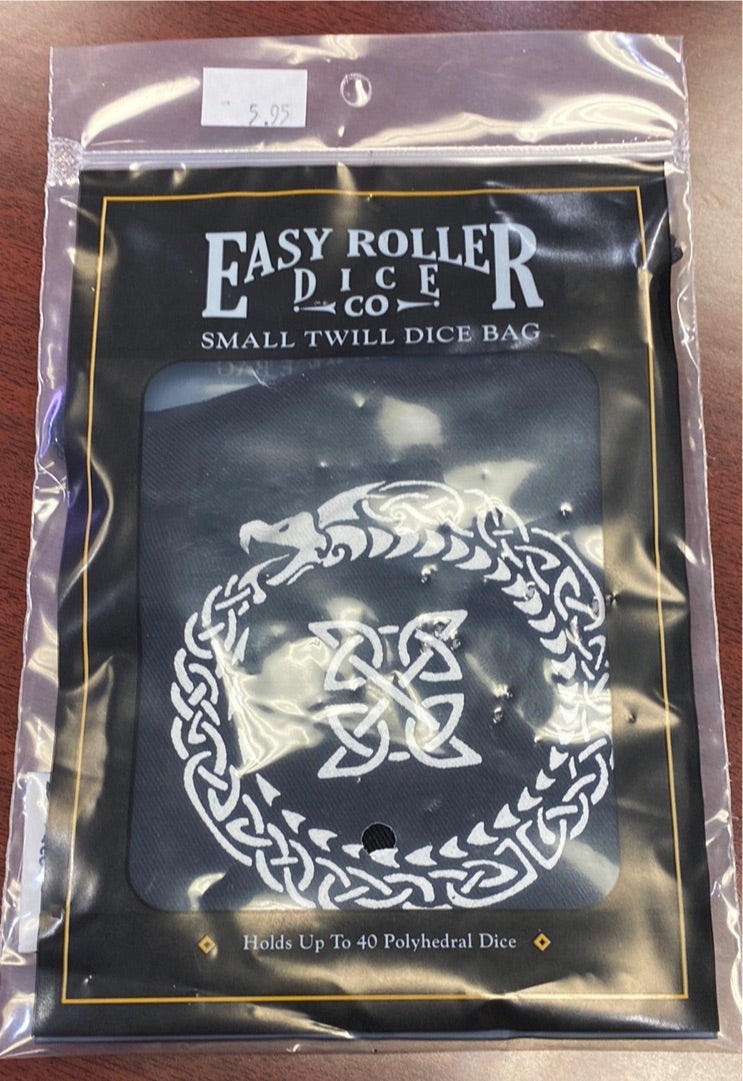 5.95
EASY ROLLER
DICE
CO
SMALL TWILL DICE BAG
Holds Up To 40 Polyhedral Dice